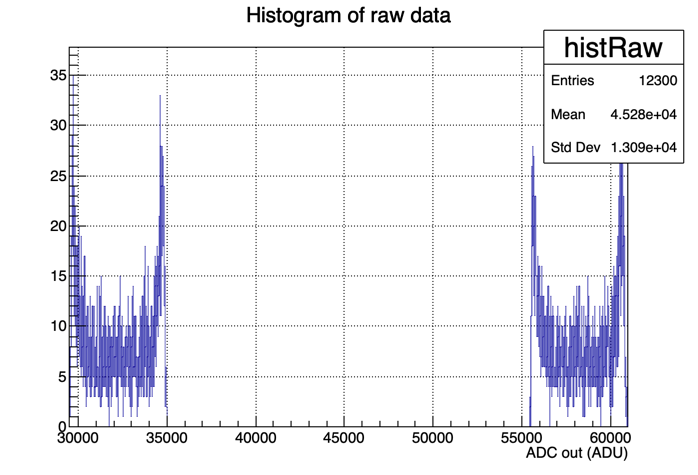 Histogram of raw data
histRaw
Entries 12300
Mean 4.528e+04
Std Dev 1.309e+04
35
30
25
20
15
10
5
0
30000 35000 40000 45000 50000 55000 60000
ADC out (ADU)